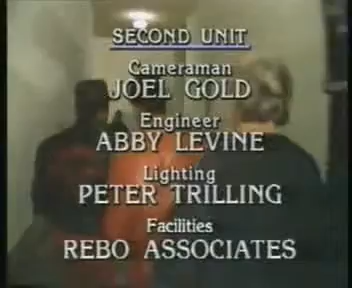 SECOND UNIT
Cameraman
JOEL GOLD
Engineer
ABBY LEVINE
Lighting
PETER TRILLING
Facilities
REBO ASSOCIATES